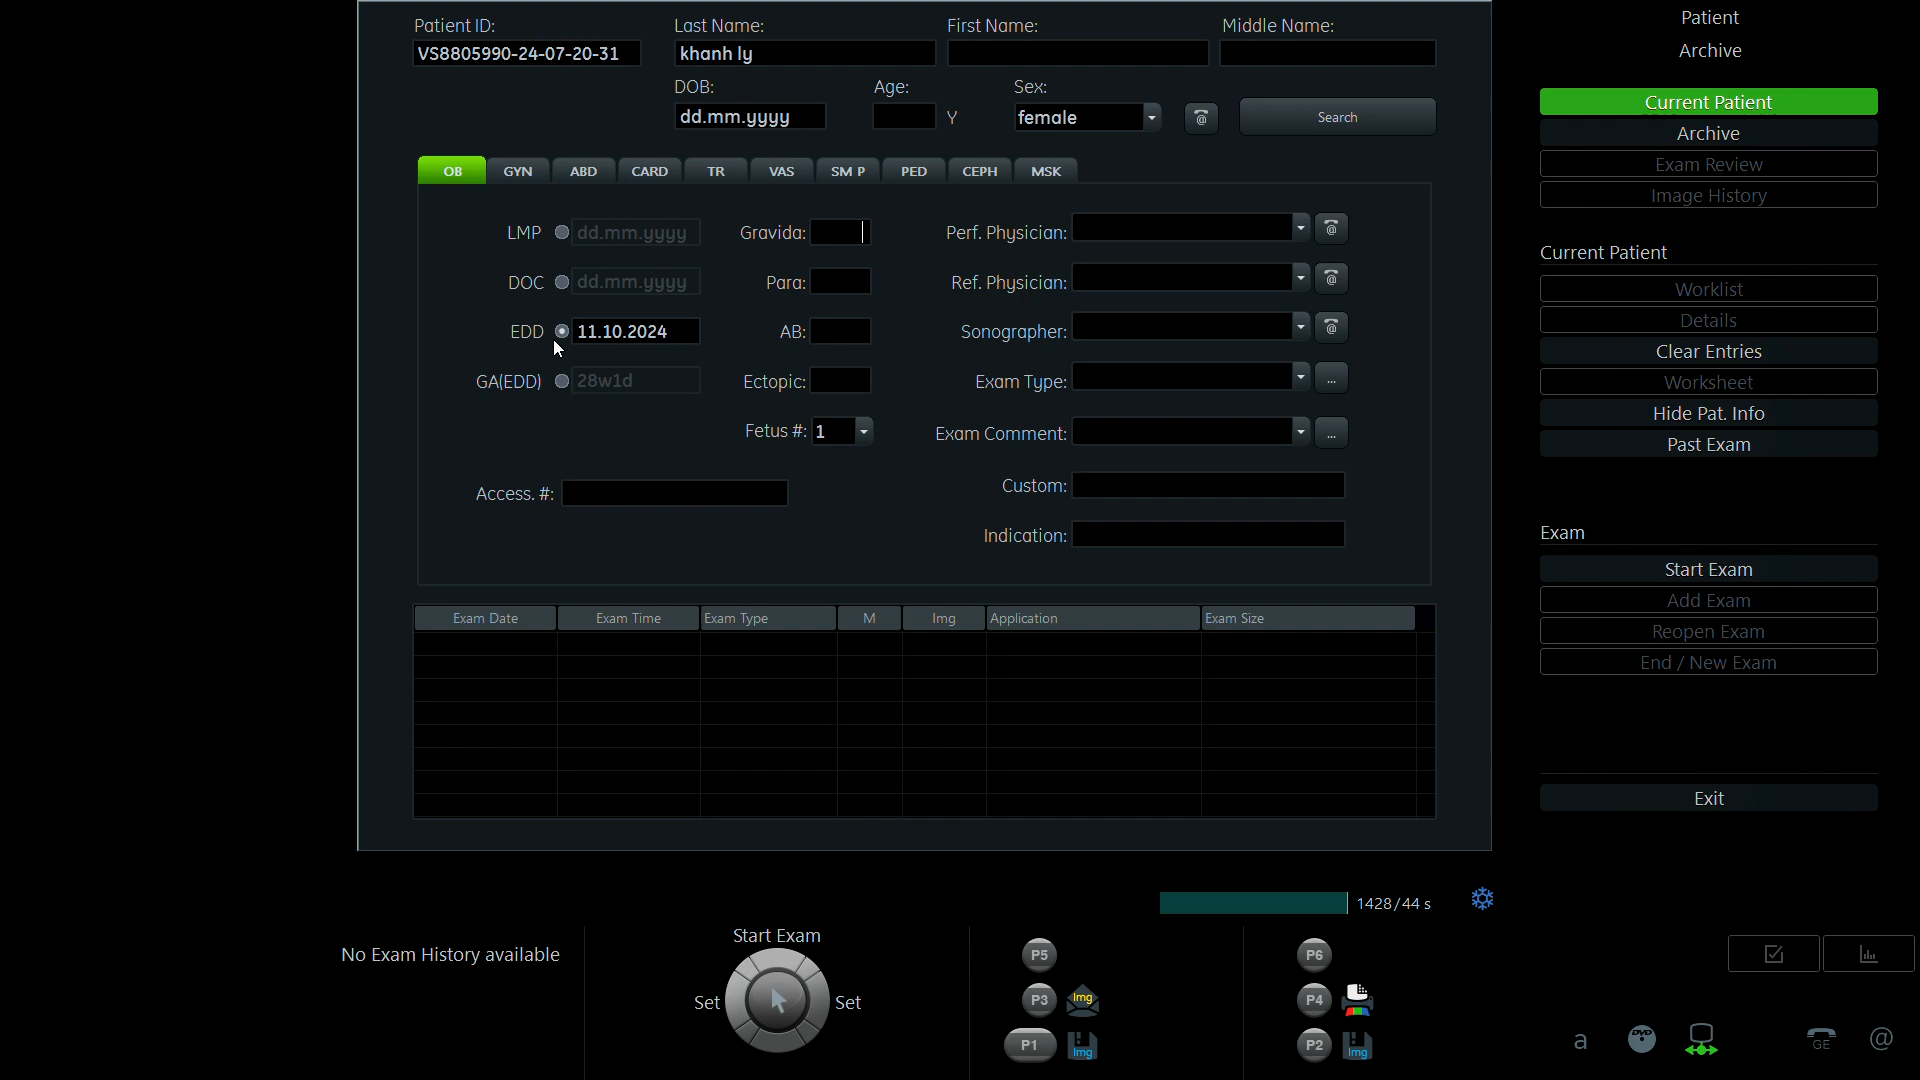 Patient ID:
Last Name:
First Name:
Middle Name:
VS8805990-24-07-20-31
khanh ly
DOB:
Age:
Sex:
dd.mm.yyyy
Y
female
@
Search
OB
GYN
ABD
CARD
TR
VAS
SM P
PED
CEPH
MSK
LMP
dd.mm.yyyy
Gravida:
Perf. Physician:
@
DOC
dd.mm.yyyy
Para:
Ref. Physician:
@
EDD
11.10.2024
AB:
Sonographer:
@
GA(EDD)
28w1d
Ectopic:
Exam Type:
...
Fetus #:
1
Exam Comment:
...
Access. #:
Custom:
Indication:
Exam Date
Exam Time
Exam Type
M
Img
Application
Exam Size
Patient
Archive
Current Patient
Archive
Exam Review
Image History
Current Patient
Worklist
Details
Clear Entries
Worksheet
Hide Pat. Info
Past Exam
Exam
Start Exam
Add Exam
Reopen Exam
End / New Exam
Exit
1428/44 s
No Exam History available
Start Exam
Set
Set
P5
P3
Img
P1
Img
P6
P4
P2
Img
a
DVD
GE
@